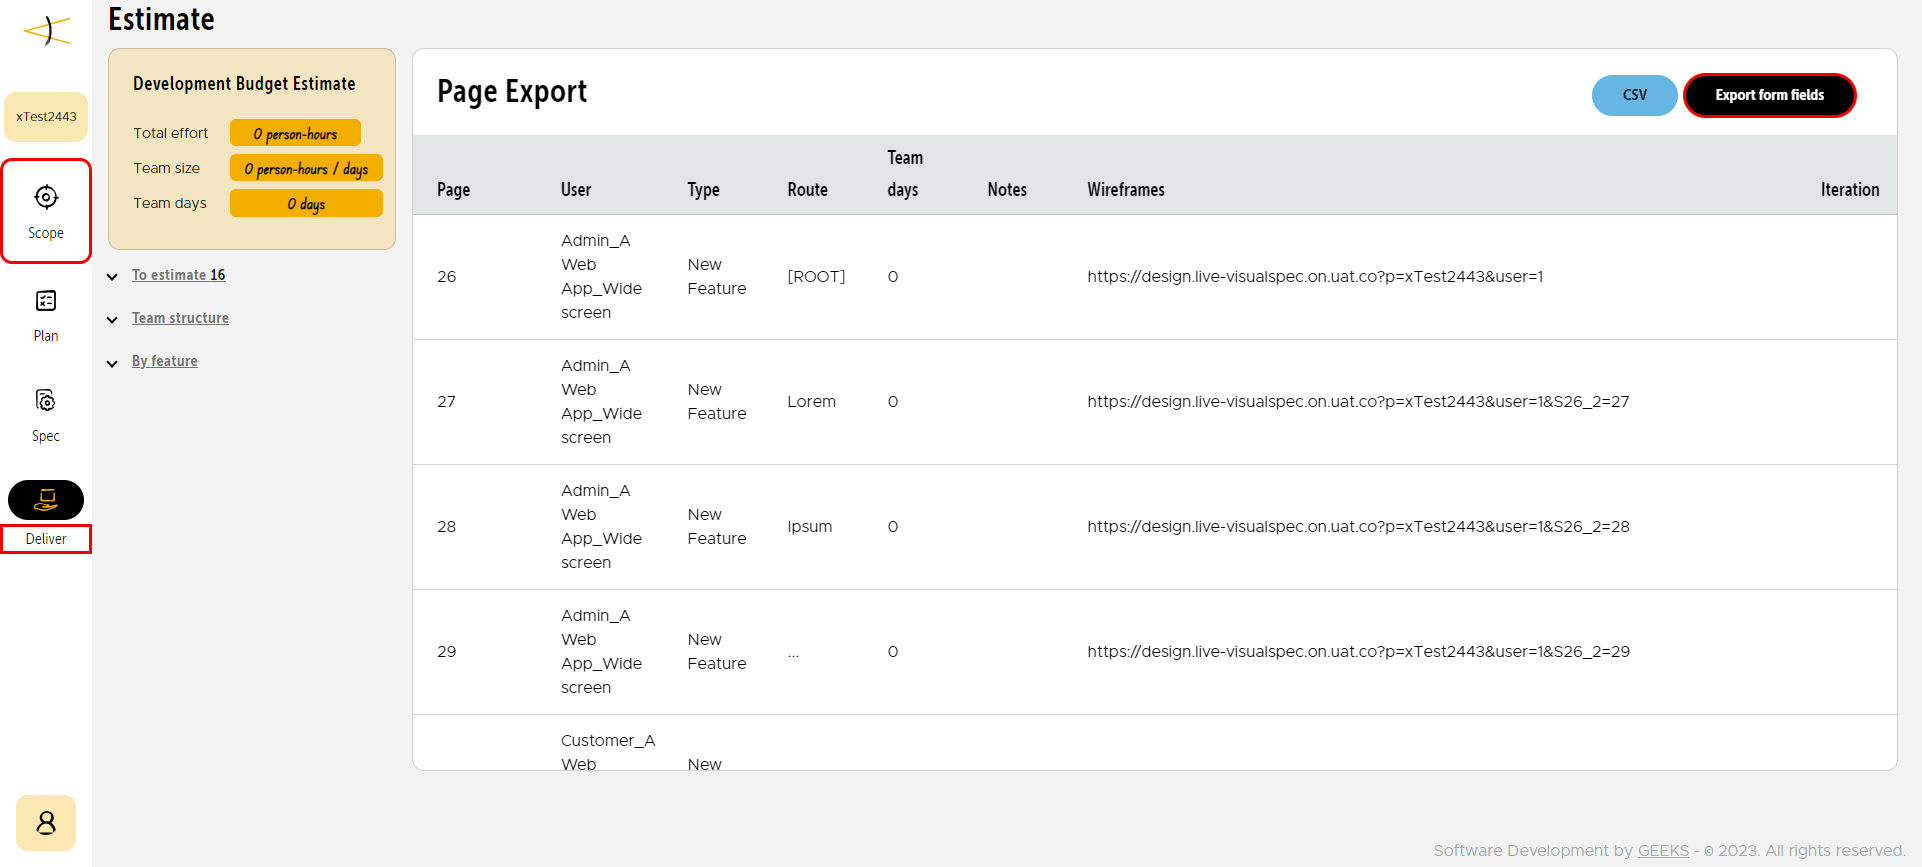 Estimate
xTest2443
Scope
Plan
Spec
Deliver
Development Budget Estimate
Total effort 0 person-hours
Team size 0 person-hours / days
Team days 0 days
To estimate 16
Team structure
By feature
Page Export
CSV
Export form fields
Page User Type Route Team days Notes Wireframes Iteration
26 Admin_A Web App_Wide screen New Feature [ROOT] 0 https://design.live-visualspec.on.uat.co?p=xTest2443&user=1
27 Admin_A Web App_Wide screen New Feature Lorem 0 https://design.live-visualspec.on.uat.co?p=xTest2443&user=1&S26_2=27
28 Admin_A Web App_Wide screen New Feature Ipsum 0 https://design.live-visualspec.on.uat.co?p=xTest2443&user=1&S26_2=28
29 Admin_A Web App_Wide screen New Feature ... 0 https://design.live-visualspec.on.uat.co?p=xTest2443&user=1&S26_2=29
Customer_A Web New
Software Development by GEEKS - © 2023. All rights reserved.